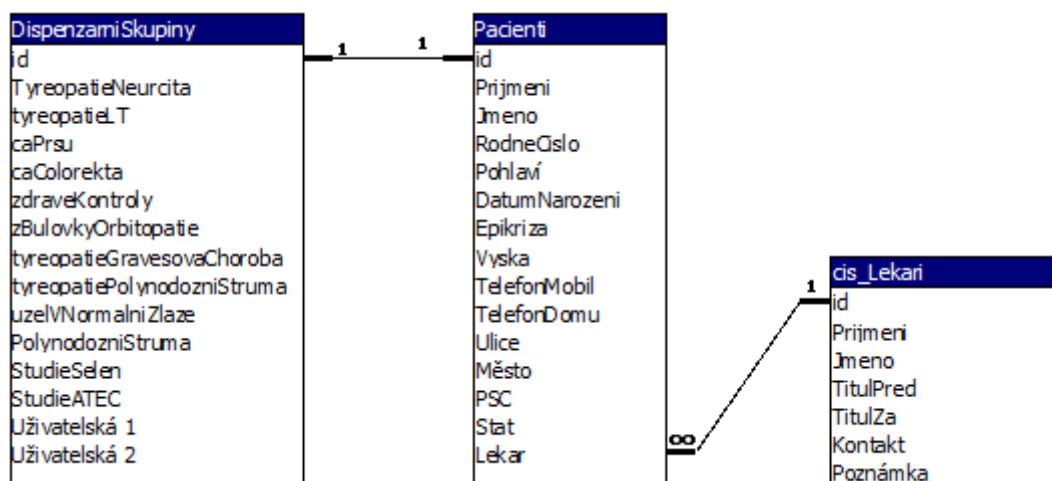 DispenzarniSkupiny
id
TyreopatieNeurcita
tyreopatieLT
caPrsu
caColorekta
zdraveKontroly
zBulovkyOrbitopatie
tyreopatieGravesovaChoroba
tyreopatiePolynodozniStruma
uzelVNormalniZlaze
PolynodozniStruma
StudieSelen
StudieATEC
Uživatelská 1
Uživatelská 2
1
1
Pacienti
id
Prijmeni
Jmeno
RodneCislo
Pohlaví
DatumNarozeni
Epikriza
Vyska
TelefonMobil
TelefonDomu
Ulice
Město
PSC
Stat
Lekar
∞
1
cis_Lekari
id
Prijmeni
Jmeno
TitulPred
TitulZa
Kontakt
Poznámka